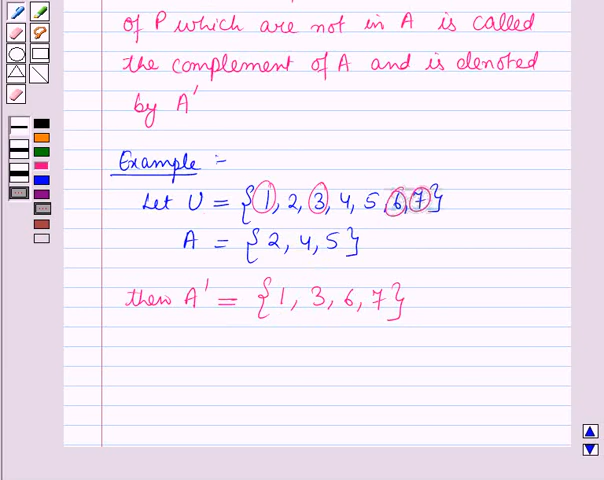 of P which are not in A is called
the complement of A and is denoted
by A'
Example :-
Let U = {1, 2, 3, 4, 5, 6, 7}
A = {2, 4, 5}
then A' = {1, 3, 6, 7}